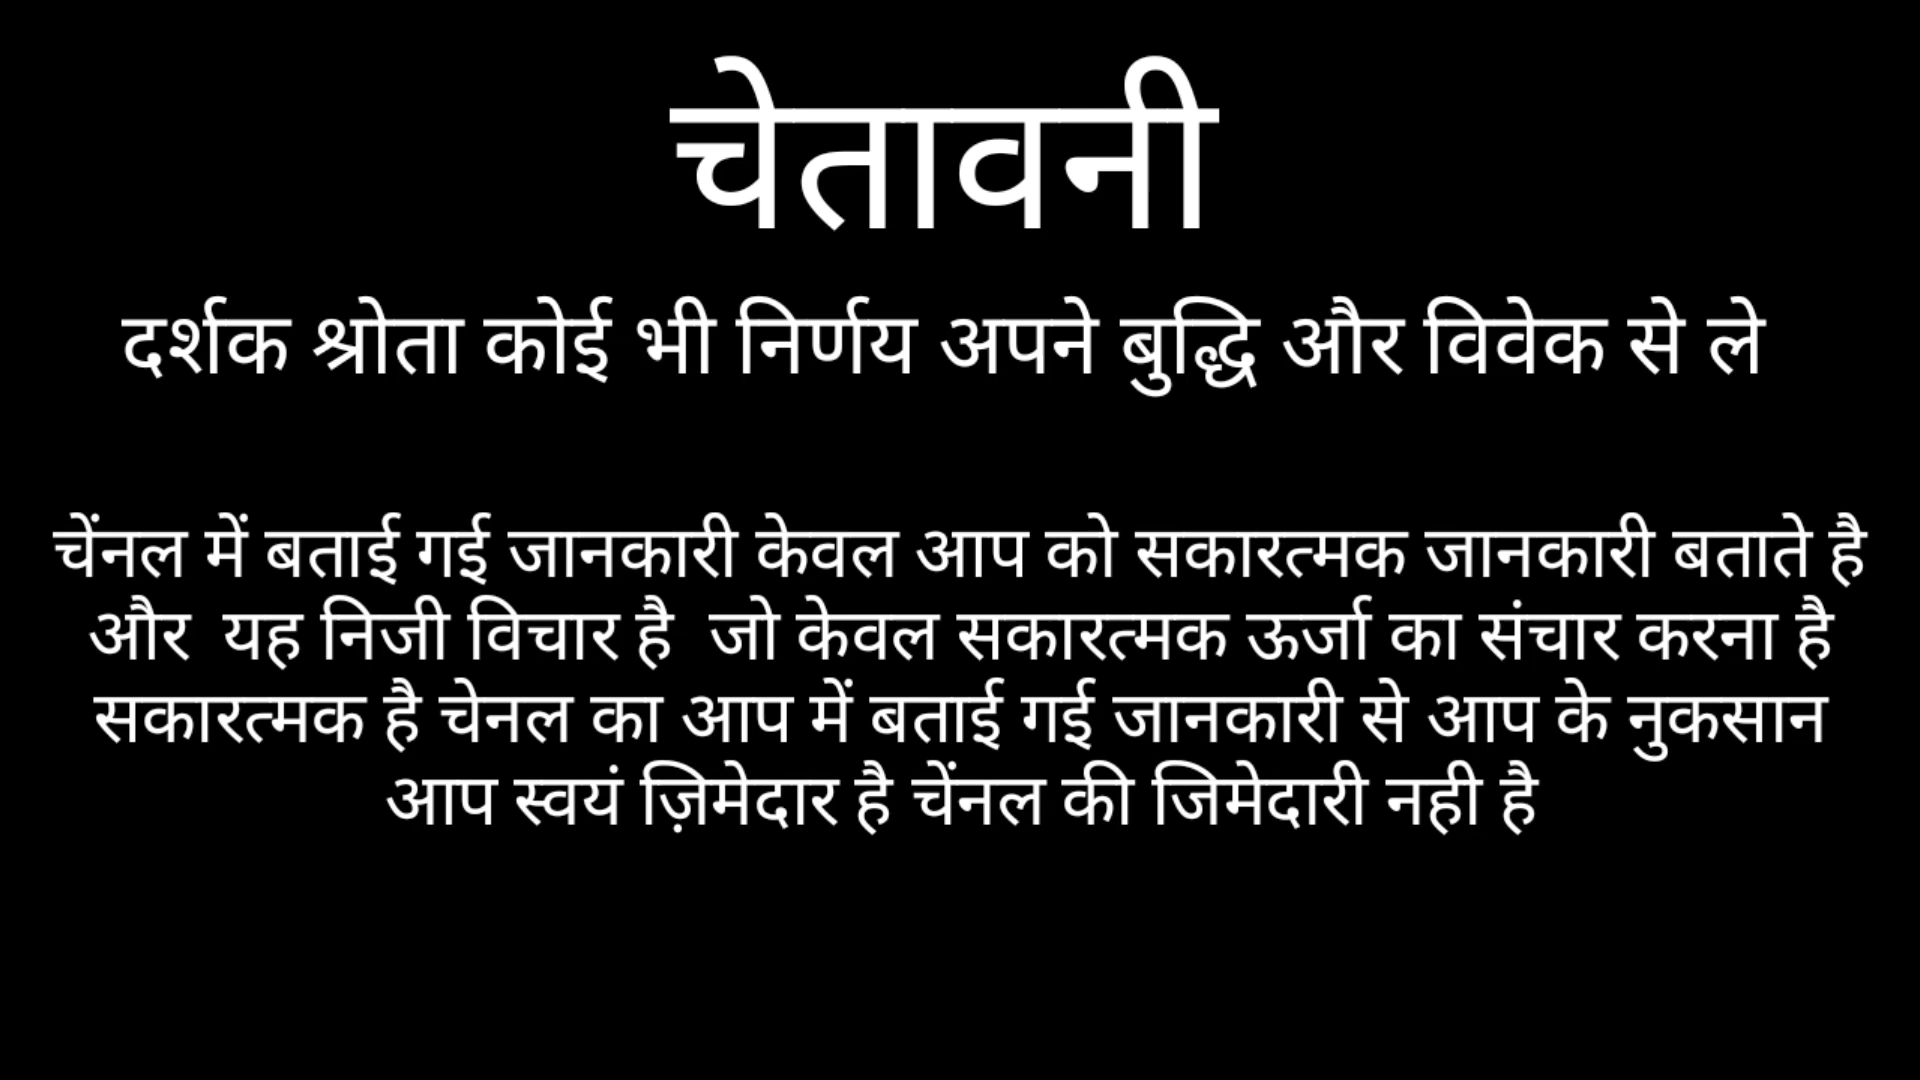 चेतावनी
दर्शक श्रोता कोई भी निर्णय अपने बुद्धि और विवेक से ले
चेंनल में बताई गई जानकारी केवल आप को सकारत्मक जानकारी बताते है
और यह निजी विचार है जो केवल सकारत्मक ऊर्जा का संचार करना है
सकारत्मक है चेनल का आप में बताई गई जानकारी से आप के नुकसान
आप स्वयं ज़िमेदार है चेंनल की जिमेदारी नही है